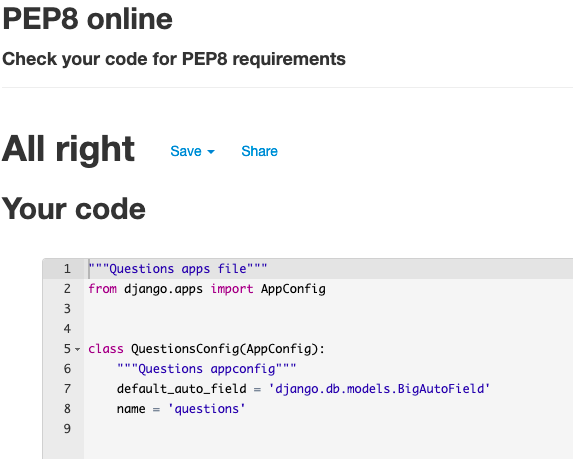 PEP8 online
Check your code for PEP8 requirements
All right Save Share
Your code
1 """Questions apps file"""
2 from django.apps import AppConfig
3
4
5 class QuestionsConfig(AppConfig):
6     """Questions appconfig"""
7     default_auto_field = 'django.db.models.BigAutoField'
8     name = 'questions'
9